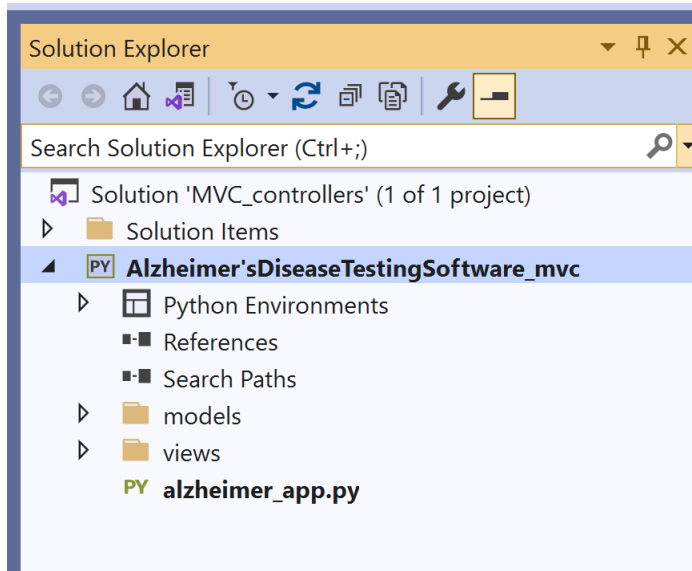 Solution Explorer
Search Solution Explorer (Ctrl+;)
Solution 'MVC_controllers' (1 of 1 project)
Solution Items
PY Alzheimer'sDiseaseTestingSoftware_mvc
Python Environments
References
Search Paths
models
views
PY alzheimer_app.py